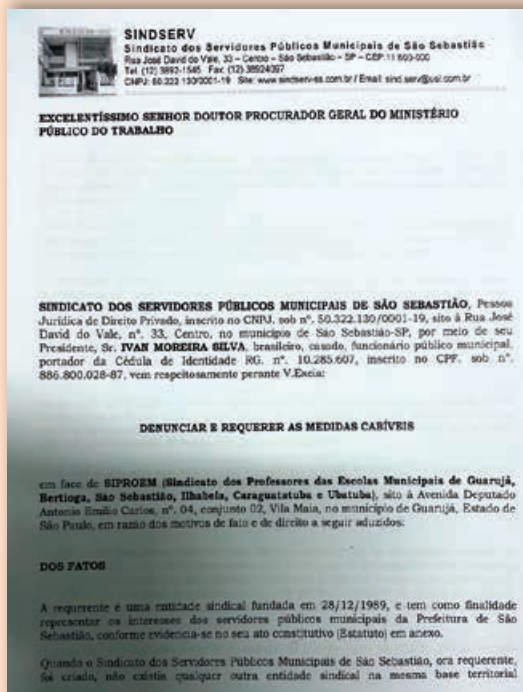 SINDSERV
Sindicato dos Servidores Públicos Municipais de São Sebastião
Rua José David do Vale, 33 – Centro – São Sebastião – SP – CEP:11 600-000
Tel. (12) 3892-1545 Fax: (12) 38924397
CNPJ: 50.322.130/0001-19 Site: www.sindserv-ss.com.br / Email: sind.serv@uol.com.br
EXCELENTÍSSIMO SENHOR DOUTOR PROCURADOR GERAL DO MINISTÉRIO
PÚBLICO DO TRABALHO
SINDICATO DOS SERVIDORES PÚBLICOS MUNICIPAIS DE SÃO SEBASTIÃO, Pessoa
Jurídica de Direito Privado, inscrito no CNPJ. sob nº. 50.322.130/0001-19, sito à Rua José
David do Vale, nº. 33, Centro, no município de São Sebastião-SP, por meio de seu
Presidente, Sr. IVAN MOREIRA SILVA, brasileiro, casado, funcionário público municipal,
portador da Cédula de Identidade RG. nº. 10.285.607, inscrito no CPF. sob nº.
886.800.028-87, vem respeitosamente perante V.Excia:
DENUNCIAR E REQUERER AS MEDIDAS CABÍVEIS
em face de SIPROEM (Sindicato dos Professores das Escolas Municipais de Guarujá,
Bertioga, São Sebastião, Ilhabela, Caraguatatuba e Ubatuba), sito à Avenida Deputado
Antonio Emílio Carlos, nº. 04, conjunto 02, Vila Maia, no município de Guarujá, Estado de
São Paulo, em razão dos motivos de fato e de direito a seguir aduzidos:
DOS FATOS
A requerente é uma entidade sindical fundada em 28/12/1989, e tem como finalidade
representar os interesses dos servidores públicos municipais da Prefeitura de São
Sebastião, conforme evidencia-se no seu ato constitutivo (Estatuto) em anexo.
Quando o Sindicato dos Servidores Públicos Municipais de São Sebastião, ora requerente,
foi criado, não existia qualquer outra entidade sindical na mesma base territorial